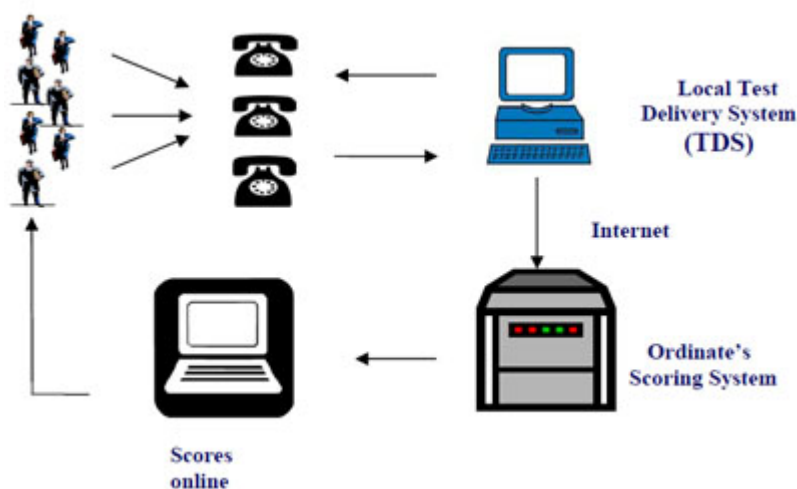 Local Test
Delivery System
(TDS)
Internet
Ordinate's
Scoring System
Scores
online